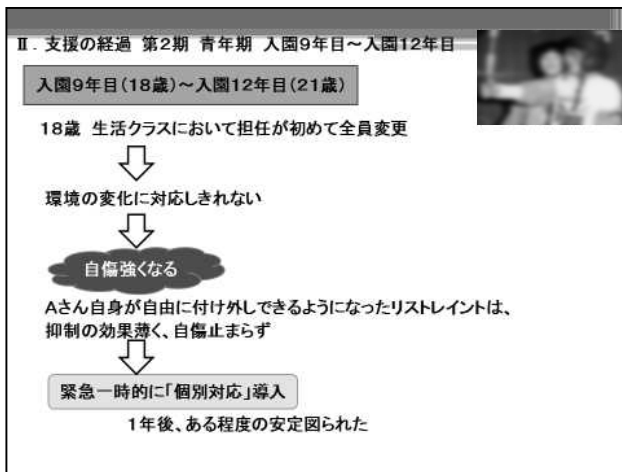 Ⅱ．支援の経過 第2期 青年期 入園9年目～入園12年目
入園9年目(18歳)～入園12年目(21歳)
18歳 生活クラスにおいて担任が初めて全員変更
環境の変化に対応しきれない
自傷強くなる
Aさん自身が自由に付け外しできるようになったリストレイントは、
抑制の効果薄く、自傷止まらず
緊急一時的に「個別対応」導入
1年後、ある程度の安定図られた